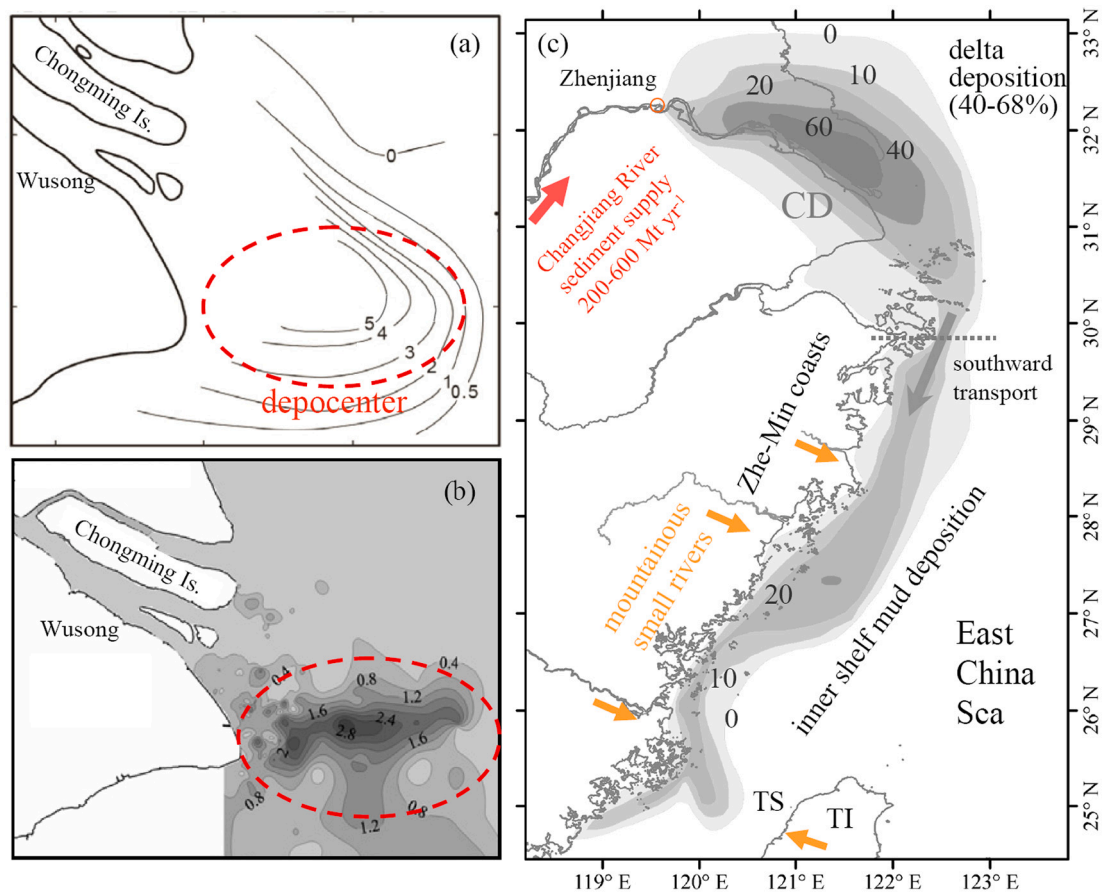 (a)
Chongming Is.
Wusong
0
5
4
3
2
1
0.5
depocenter
(b)
Chongming Is.
Wusong
0.4
0.4
0.8
1.2
1.6
2.4
2.8
2
1.6
0.8
0.8
1.2
(c)
0
delta
deposition
(40-68%)
Zhenjiang
20
10
60
40
CD
Changjiang River
sediment supply
200-600 Mt yr⁻¹
southward
transport
Zhe-Min coasts
mountainous
small rivers
20
inner shelf mud deposition
10
0
East
China
Sea
TS
TI
33° N
32° N
31° N
30° N
29° N
28° N
27° N
26° N
25° N
119° E
120° E
121° E
122° E
123° E